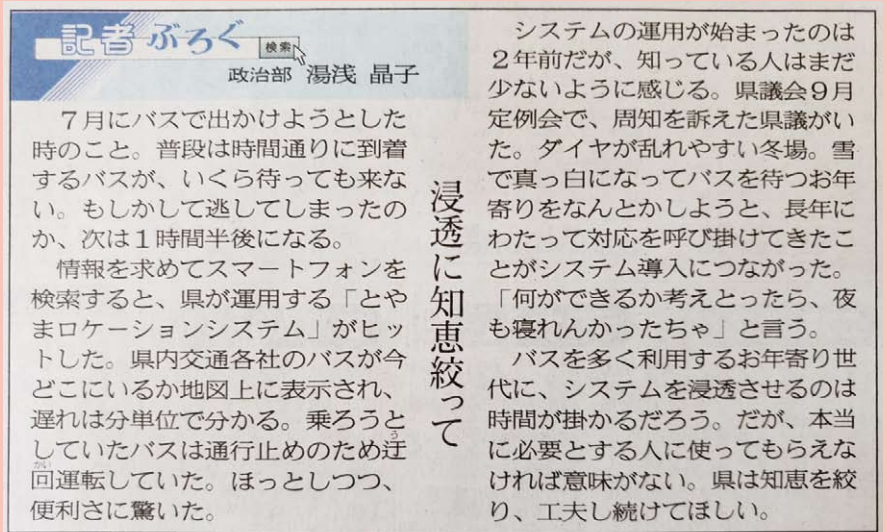 記者ぶろぐ 検索
政治部 湯浅 晶子
浸透に知恵絞って
7月にバスで出かけようとした
時のこと。普段は時間通りに到着
するバスが、いくら待っても来な
い。もしかして逃してしまったの
か、次は1時間半後になる。
情報を求めてスマートフォンを
検索すると、県が運用する「とや
まロケーションシステム」がヒッ
トした。県内交通各社のバスが今
どこにいるか地図上に表示され、
遅れは分単位で分かる。乗ろうと
していたバスは通行止めのため迂
回運転していた。ほっとしつつ、
便利さに驚いた。
システムの運用が始まったのは
2年前だが、知っている人はまだ
少ないように感じる。県議会9月
定例会で、周知を訴えた県議がい
た。ダイヤが乱れやすい冬場。雪
で真っ白になってバスを待つお年
寄りをなんとかしようと、長年に
わたって対応を呼び掛けてきたこ
とがシステム導入につながった。
「何ができるか考えとったら、夜
も寝れんかったちゃ」と言う。
バスを多く利用するお年寄り世
代に、システムを浸透させるのは
時間が掛かるだろう。だが、本当
に必要とする人に使ってもらえな
ければ意味がない。県は知恵を絞
り、工夫し続けてほしい。